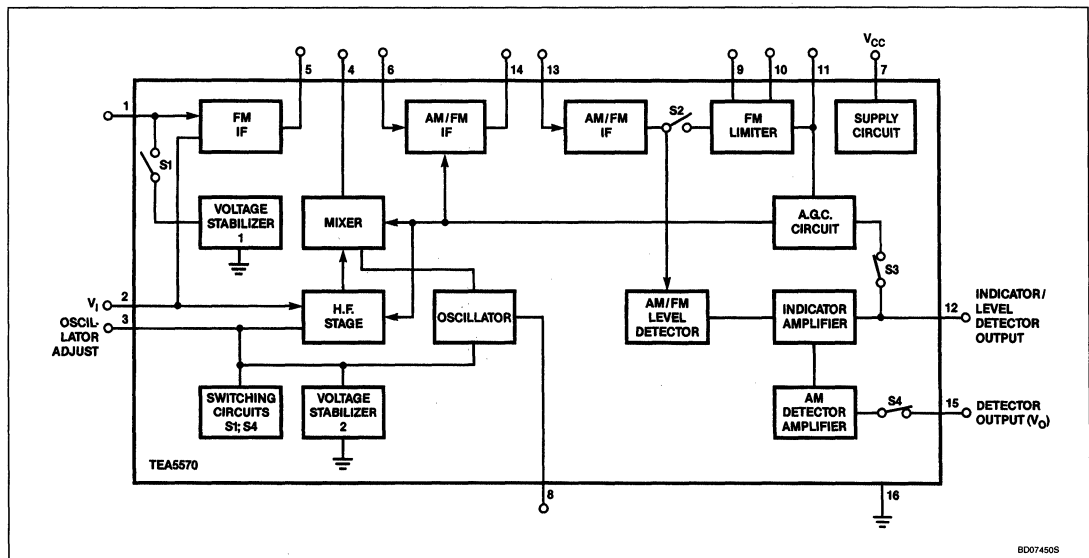 5
4
6
14
13
9
10
11
V_CC
7
1
FM
IF
AM/FM
IF
AM/FM
IF
S2
FM
LIMITER
SUPPLY
CIRCUIT
S1
VOLTAGE
STABILIZER
1
MIXER
A.G.C.
CIRCUIT
S3
V_I
2
OSCIL-
LATOR
ADJUST
3
H.F.
STAGE
OSCILLATOR
AM/FM
LEVEL
DETECTOR
INDICATOR
AMPLIFIER
12
INDICATOR/
LEVEL
DETECTOR
OUTPUT
SWITCHING
CIRCUITS
S1; S4
VOLTAGE
STABILIZER
2
AM
DETECTOR
AMPLIFIER
S4
15
DETECTOR
OUTPUT (V_O)
TEA5570
8
16
BD07450S